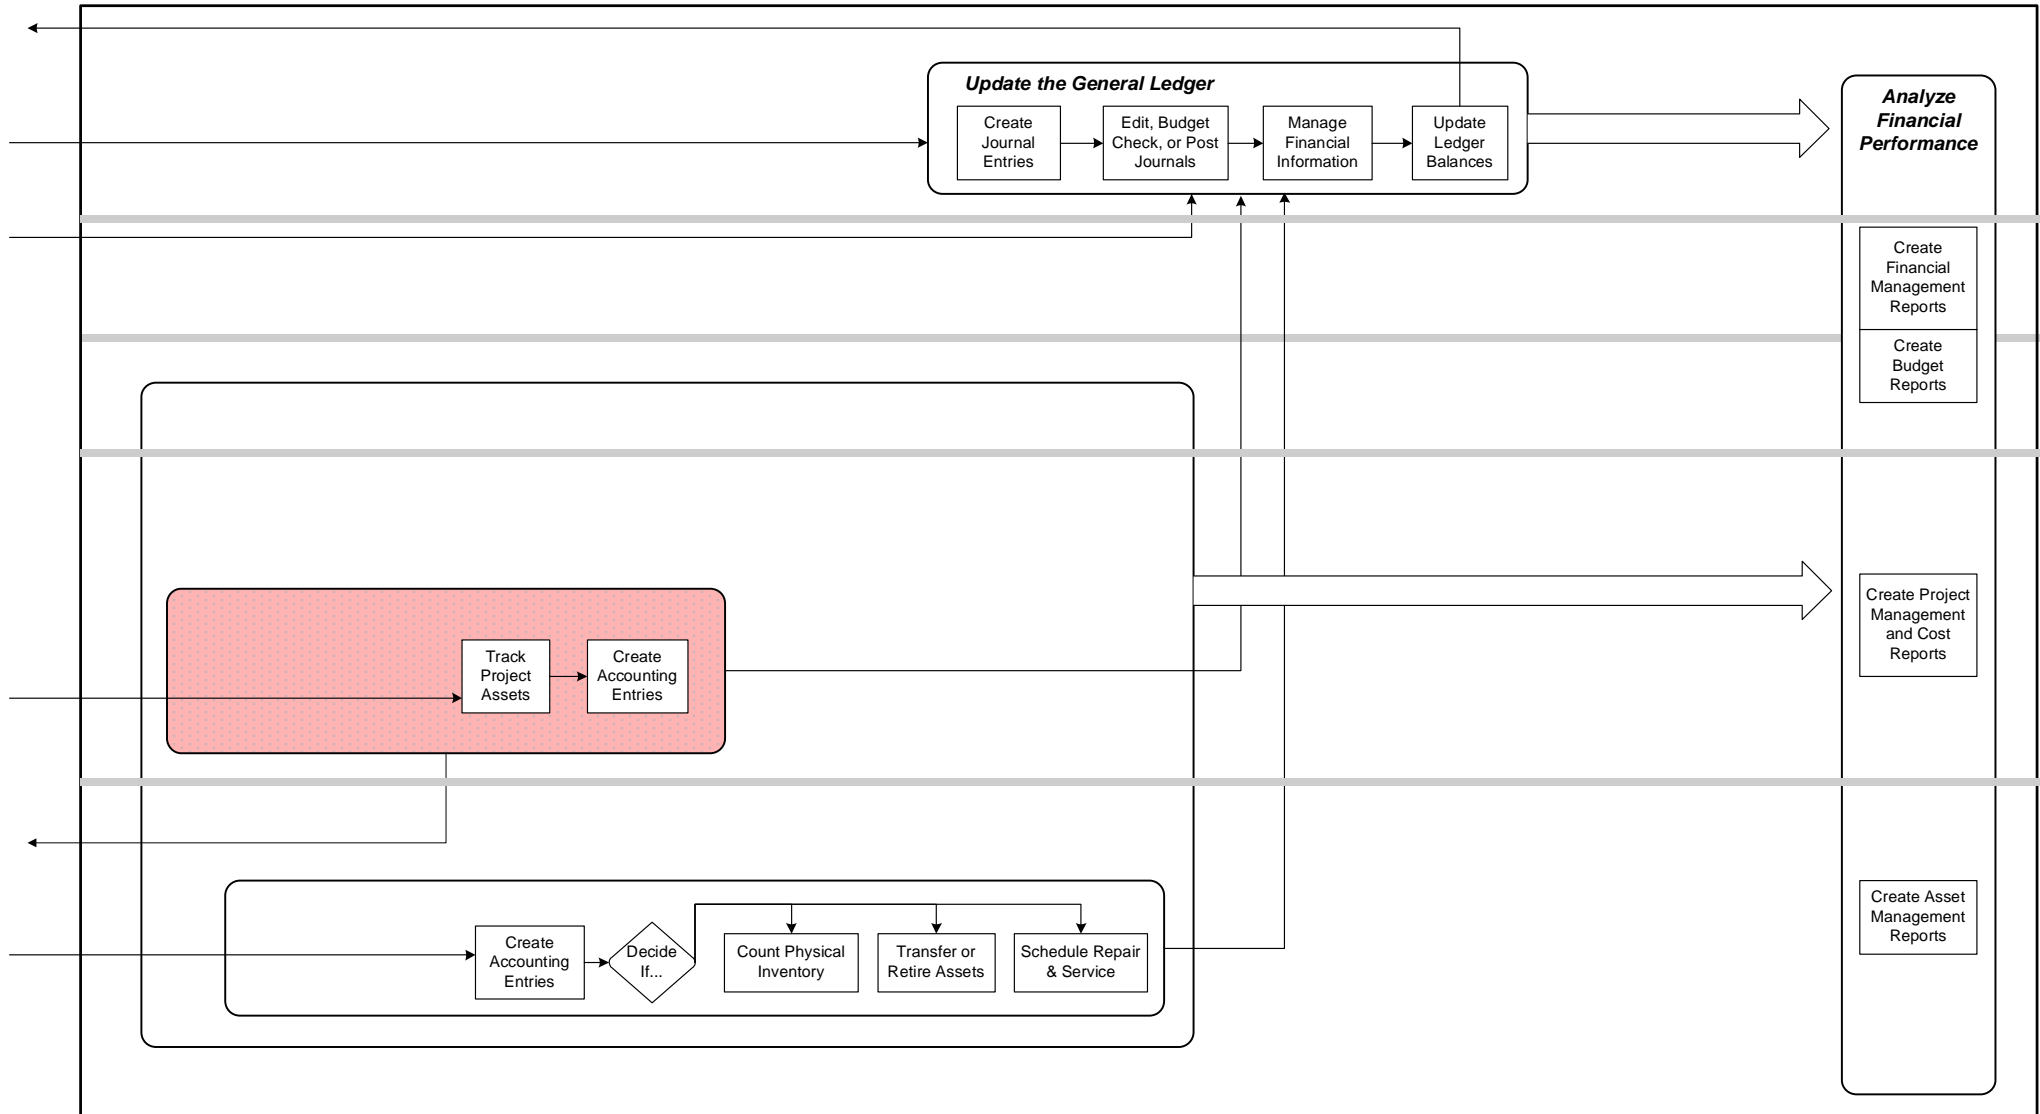 Update the General Ledger
Create
Journal
Entries
Edit, Budget
Check, or Post
Journals
Manage
Financial
Information
Update
Ledger
Balances
Analyze
Financial
Performance
Create
Financial
Management
Reports
Create
Budget
Reports
Track
Project
Assets
Create
Accounting
Entries
Create Project
Management
and Cost
Reports
Create
Accounting
Entries
Decide
If...
Count Physical
Inventory
Transfer or
Retire Assets
Schedule Repair
& Service
Create Asset
Management
Reports